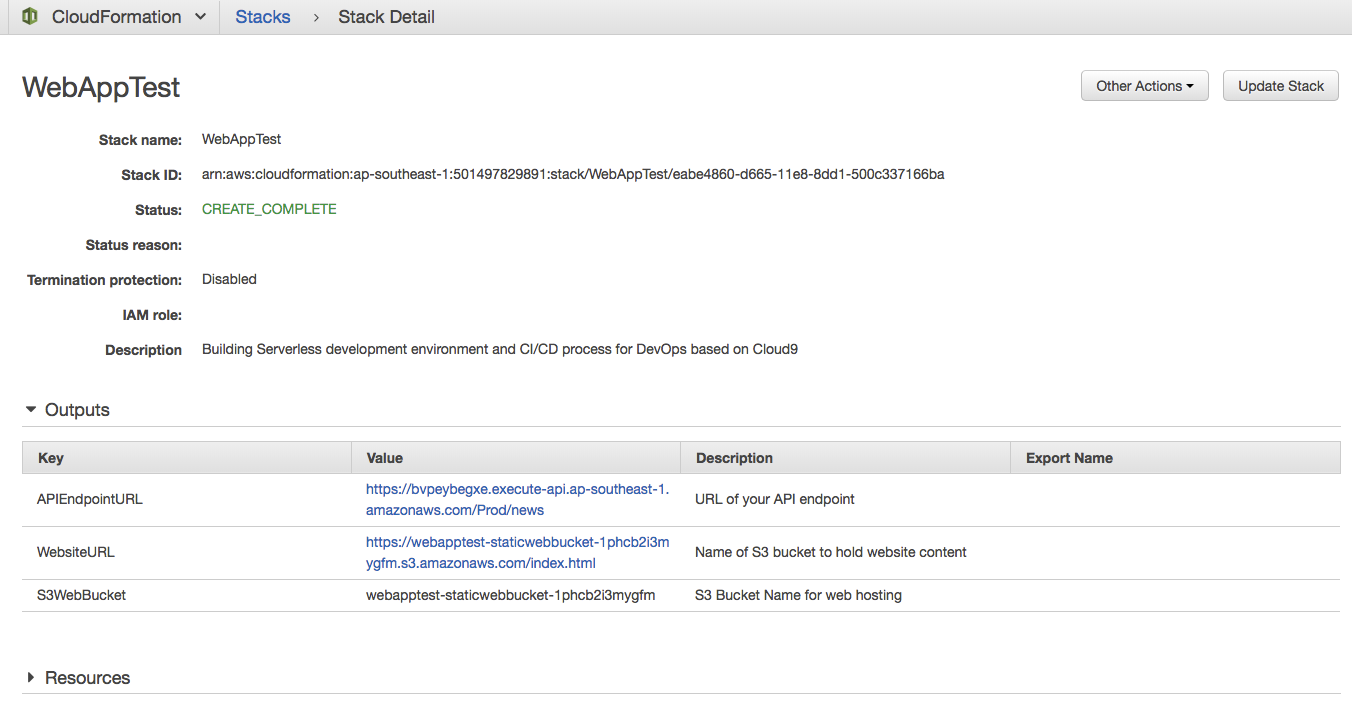 CloudFormation Stacks Stack Detail
WebAppTest Other Actions Update Stack
Stack name: WebAppTest
Stack ID: arn:aws:cloudformation:ap-southeast-1:501497829891:stack/WebAppTest/eabe4860-d665-11e8-8dd1-500c337166ba
Status: CREATE_COMPLETE
Status reason:
Termination protection: Disabled
IAM role:
Description Building Serverless development environment and CI/CD process for DevOps based on Cloud9
Outputs
Key Value Description Export Name
APIEndpointURL https://bvpeybegxe.execute-api.ap-southeast-1. URL of your API endpoint
amazonaws.com/Prod/news
WebsiteURL https://webapptest-staticwebbucket-1phcb2i3m Name of S3 bucket to hold website content
ygfm.s3.amazonaws.com/index.html
S3WebBucket webapptest-staticwebbucket-1phcb2i3mygfm S3 Bucket Name for web hosting
Resources